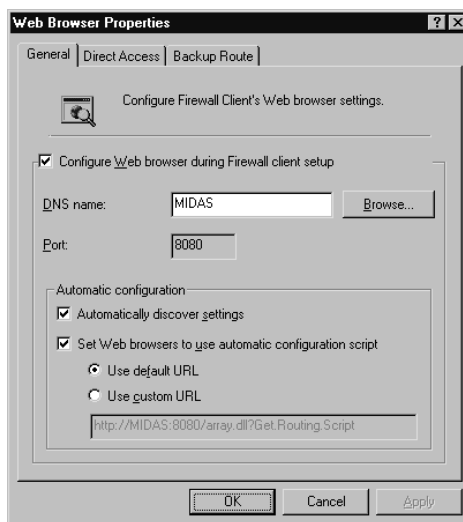 Web Browser Properties
General Direct Access Backup Route
Configure Firewall Client's Web browser settings.
Configure Web browser during Firewall client setup
DNS name: MIDAS Browse...
Port: 8080
Automatic configuration
Automatically discover settings
Set Web browsers to use automatic configuration script
Use default URL
Use custom URL
http://MIDAS:8080/array.dll?Get.Routing.Script
OK Cancel Apply